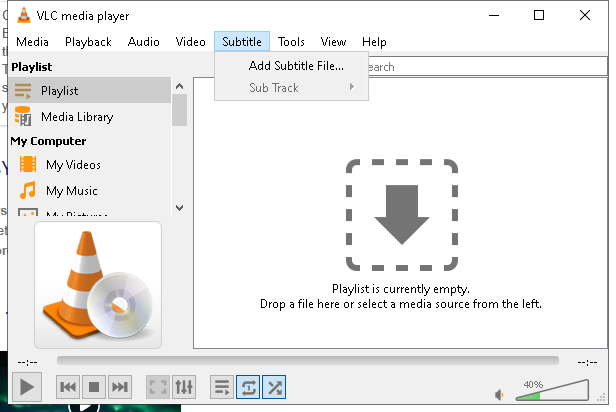 VLC media player
Media Playback Audio Video Subtitle Tools View Help
Playlist
Add Subtitle File...
Sub Track
Playlist
Media Library
My Computer
My Videos
My Music
Playlist is currently empty.
Drop a file here or select a media source from the left.
--:--
--:--
40%